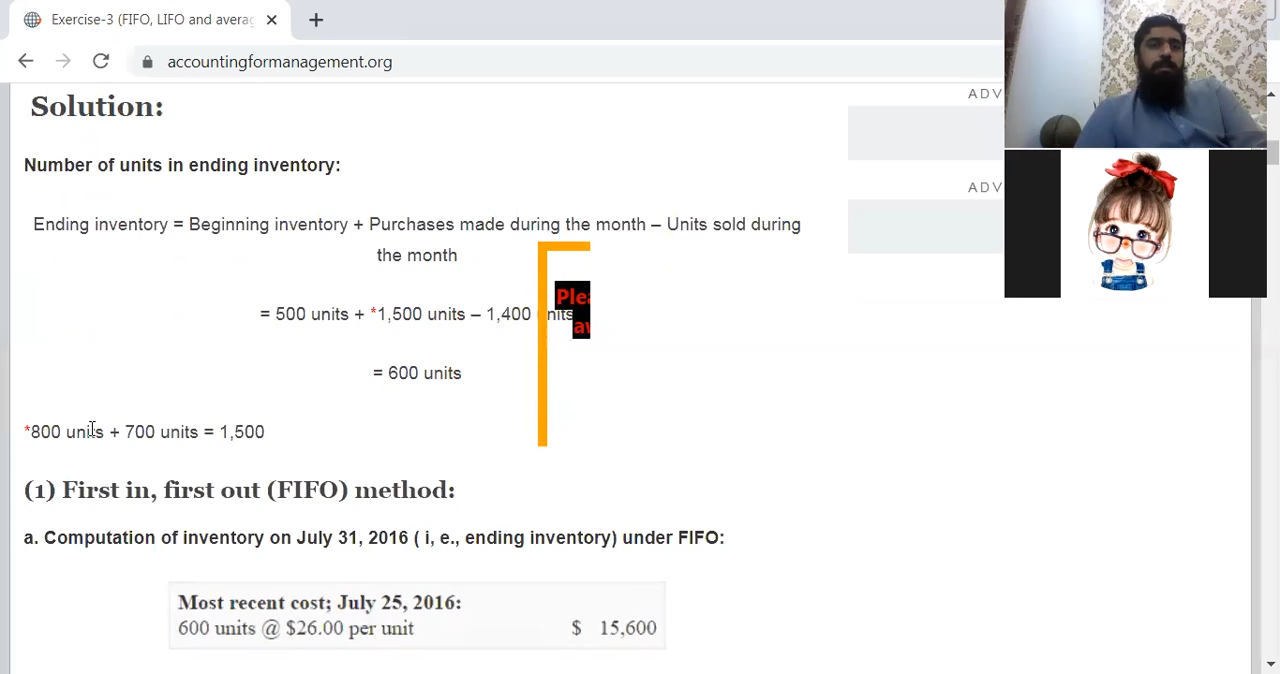 Exercise-3 (FIFO, LIFO and avera
accountingformanagement.org
Solution:
ADV
Number of units in ending inventory:
ADV
Ending inventory = Beginning inventory + Purchases made during the month – Units sold during
the month
= 500 units + *1,500 units – 1,400 units
= 600 units
*800 units + 700 units = 1,500
(1) First in, first out (FIFO) method:
a. Computation of inventory on July 31, 2016 ( i, e., ending inventory) under FIFO:
Most recent cost; July 25, 2016:
600 units @ $26.00 per unit $ 15,600